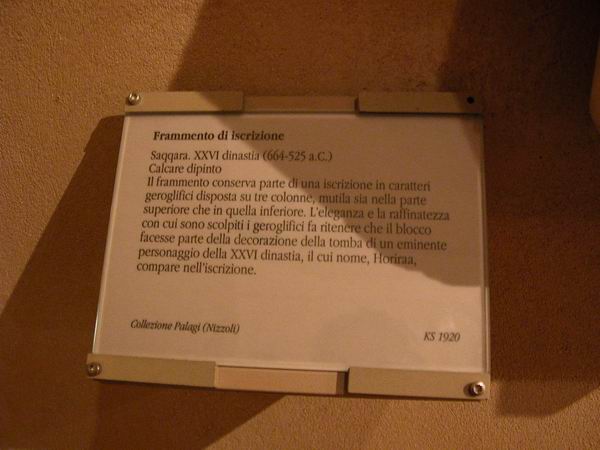 Frammento di iscrizione
Saqqara. XXVI dinastia (664-525 a.C.)
Calcare dipinto
Il frammento conserva parte di una iscrizione in caratteri
geroglifici disposta su tre colonne, mutila sia nella parte
superiore che in quella inferiore. L'eleganza e la raffinatezza
con cui sono scolpiti i geroglifici fa ritenere che il blocco
facesse parte della decorazione della tomba di un eminente
personaggio della XXVI dinastia, il cui nome, Horiraa,
compare nell'iscrizione.
Collezione Palagi (Nizzoli)
KS 1920